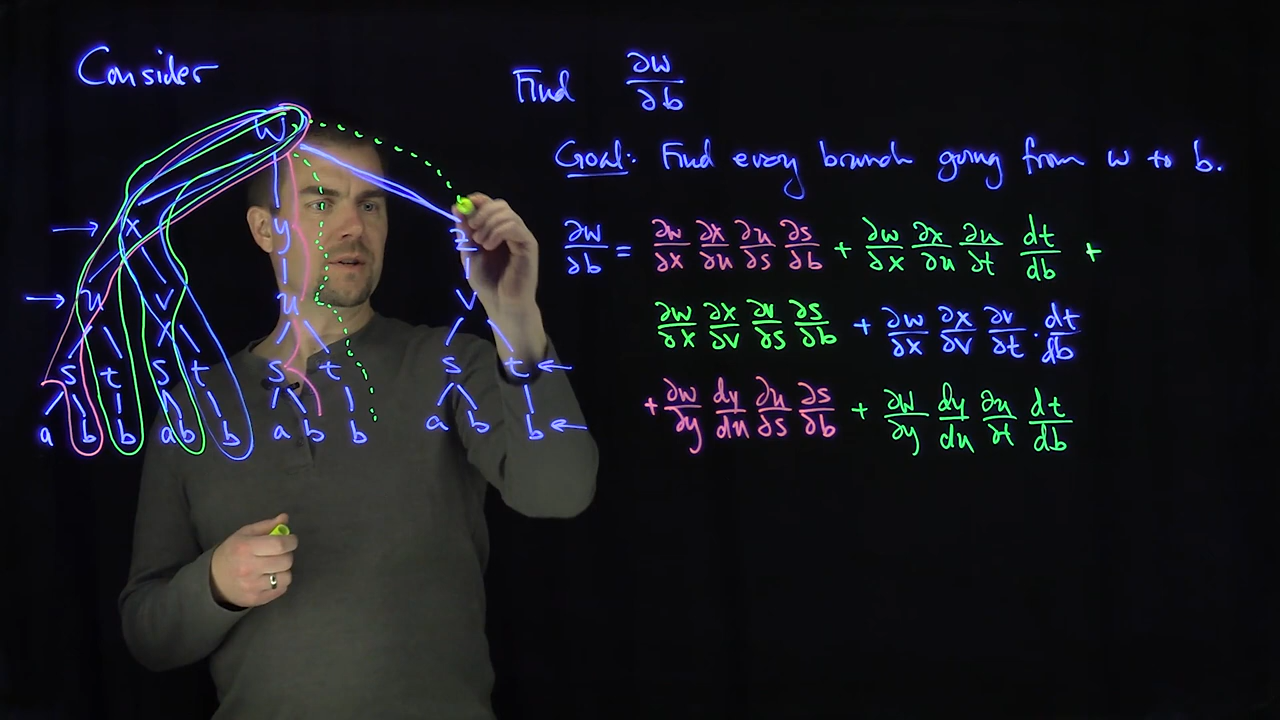 Consider
Find ∂w/∂b
Goal: Find every branch going from w to b.
∂w/∂b = ∂w/∂x ∂x/∂u ∂u/∂s ∂s/∂b + ∂w/∂x ∂x/∂u ∂u/∂t dt/db +
∂w/∂x ∂x/∂v ∂v/∂s ∂s/∂b + ∂w/∂x ∂x/∂v ∂v/∂t · dt/db
+ ∂w/∂y dy/du ∂u/∂s ∂s/∂b + ∂w/∂y dy/du ∂u/∂t dt/db
w
→ x y z
→ u v u v
s t s t s t s t ←
a b b a b b a b b a b b ←